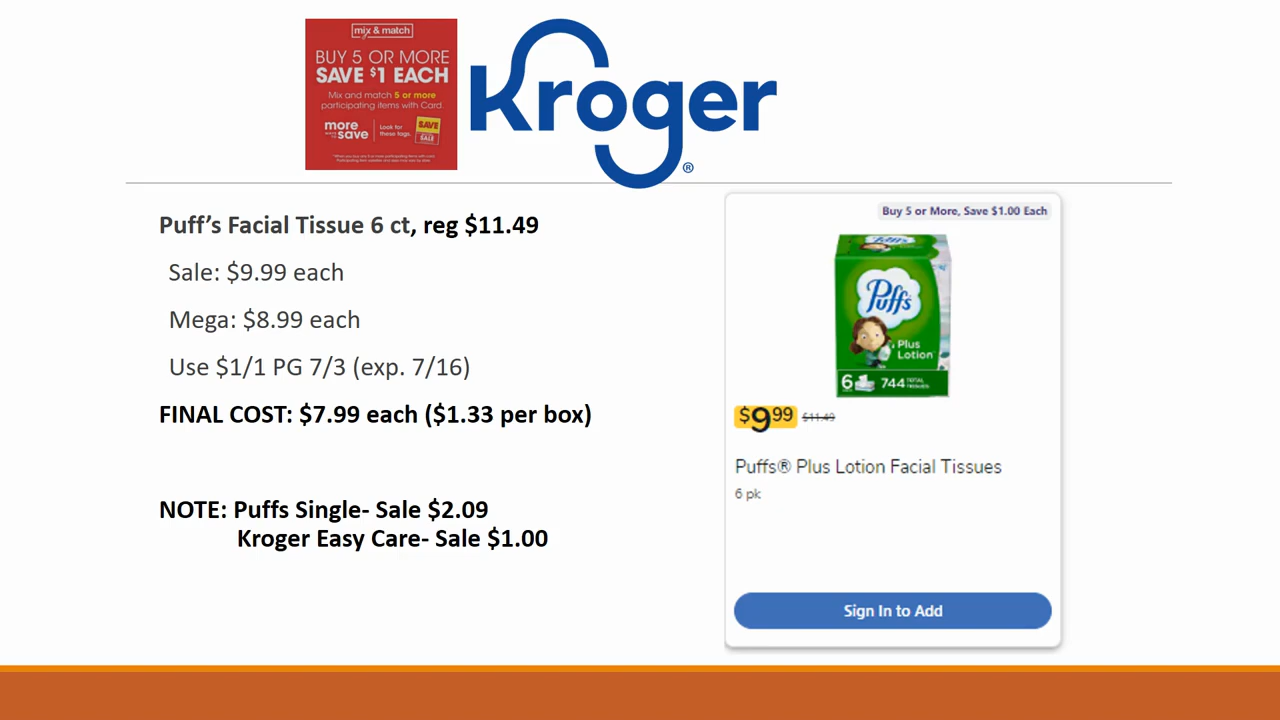 mix & match
BUY 5 OR MORE
SAVE $1 EACH
Mix and match 5 or more
participating items with Card.
more
save
Look for
these tags.
SAVE
SALE
Kroger
®
Puff’s Facial Tissue 6 ct, reg $11.49
Sale: $9.99 each
Mega: $8.99 each
Use $1/1 PG 7/3 (exp. 7/16)
FINAL COST: $7.99 each ($1.33 per box)
NOTE: Puffs Single- Sale $2.09
Kroger Easy Care- Sale $1.00
Buy 5 or More, Save $1.00 Each
Puffs
Puffs
Plus
Lotion
6 744 TOTAL TISSUES
$9.99 $11.49
Puffs® Plus Lotion Facial Tissues
6 pk
Sign In to Add